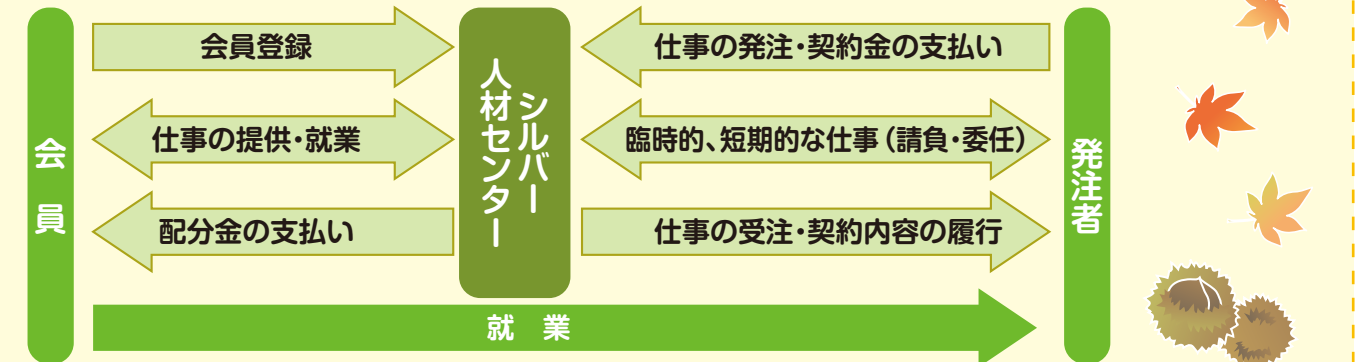 会員
会員登録
仕事の提供・就業
配分金の支払い
シルバー
人材センター
仕事の発注・契約金の支払い
臨時的、短期的な仕事（請負・委任）
仕事の受注・契約内容の履行
発注者
就業